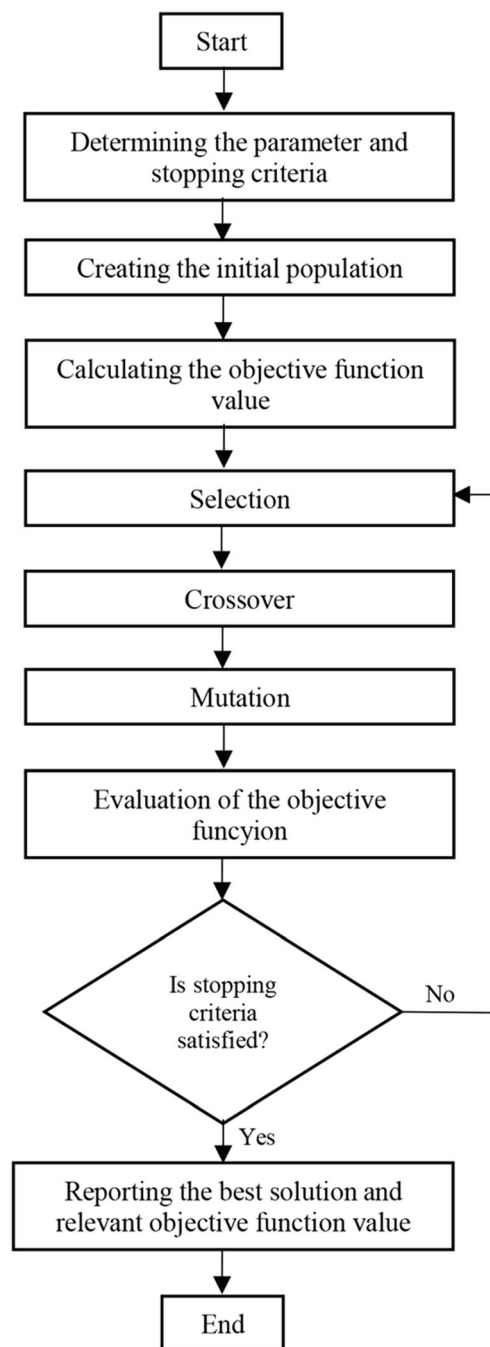 Start
Determining the parameter and
stopping criteria
Creating the initial population
Calculating the objective function
value
Selection
Crossover
Mutation
Evaluation of the objective
funcyion
Is stopping
criteria
satisfied?
No
Yes
Reporting the best solution and
relevant objective function value
End